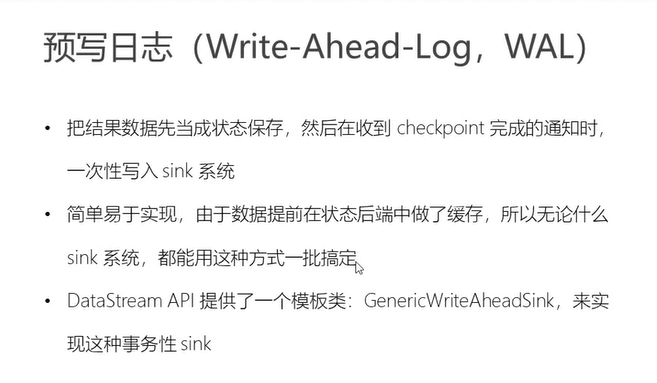 预写日志（Write-Ahead-Log，WAL）
• 把结果数据先当成状态保存，然后在收到 checkpoint 完成的通知时，
一次性写入 sink 系统
• 简单易于实现，由于数据提前在状态后端中做了缓存，所以无论什么
sink 系统，都能用这种方式一批搞定
• DataStream API 提供了一个模板类：GenericWriteAheadSink，来实
现这种事务性 sink